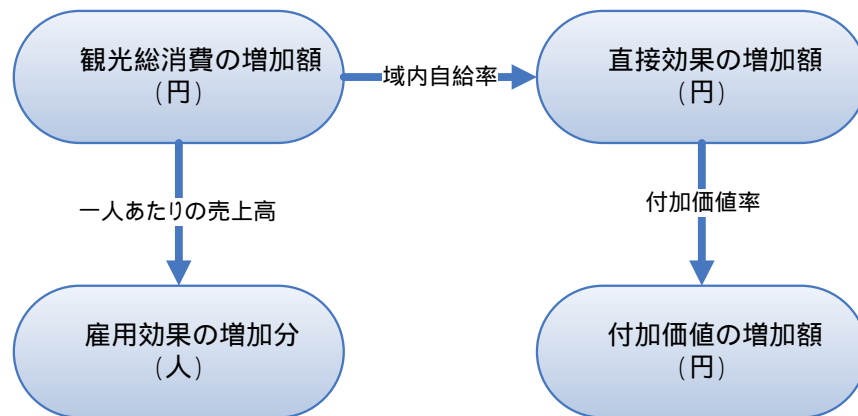 観光総消費の増加額
(円)
域内自給率
直接効果の増加額
(円)
一人あたりの売上高
付加価値率
雇用効果の増加分
(人)
付加価値の増加額
(円)